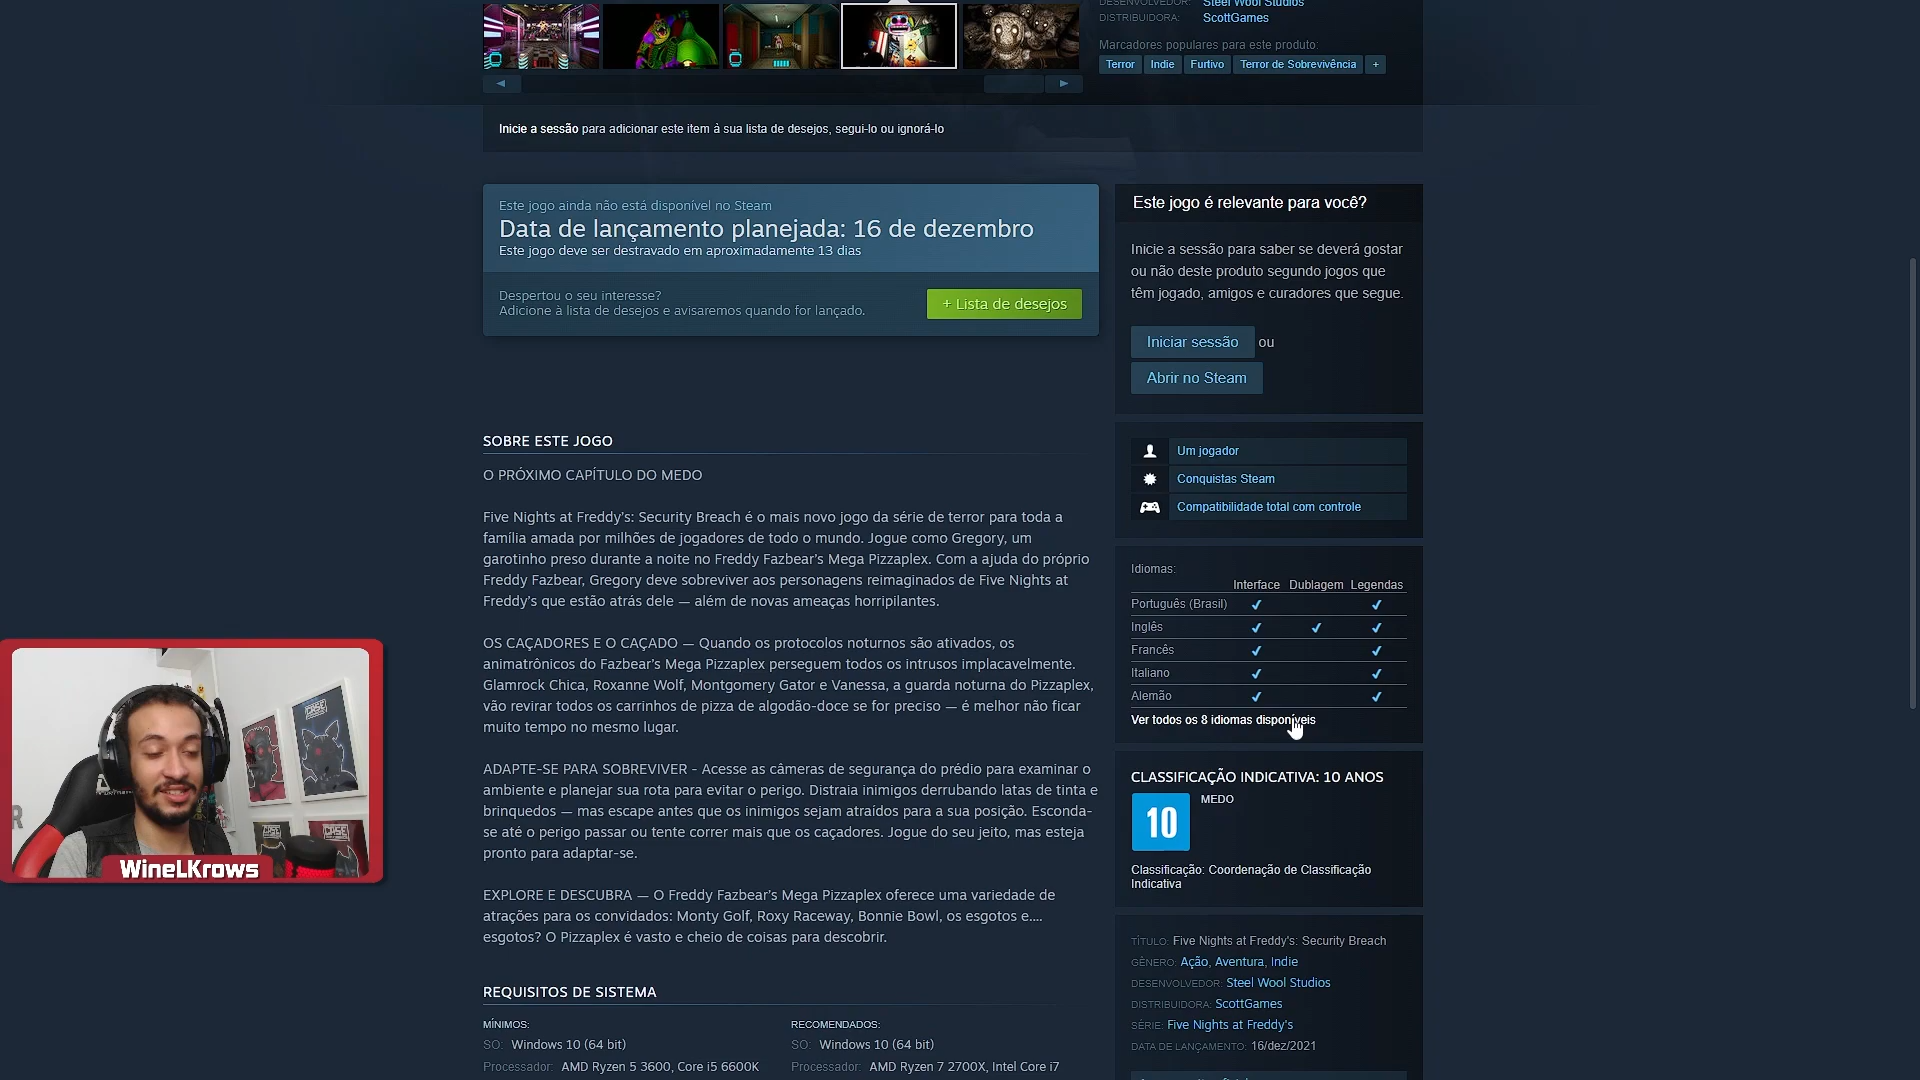 DESENVOLVEDOR: Steel Wool Studios
DISTRIBUIDORA: ScottGames
Marcadores populares para este produto:
Terror Indie Furtivo Terror de Sobrevivência +
Inicie a sessão para adicionar este item à sua lista de desejos, segui-lo ou ignorá-lo
Este jogo ainda não está disponível no Steam
Data de lançamento planejada: 16 de dezembro
Este jogo deve ser destravado em aproximadamente 13 dias
Despertou o seu interesse?
Adicione à lista de desejos e avisaremos quando for lançado.
+ Lista de desejos
SOBRE ESTE JOGO
O PRÓXIMO CAPÍTULO DO MEDO
Five Nights at Freddy's: Security Breach é o mais novo jogo da série de terror para toda a
família amada por milhões de jogadores de todo o mundo. Jogue como Gregory, um
garotinho preso durante a noite no Freddy Fazbear's Mega Pizzaplex. Com a ajuda do próprio
Freddy Fazbear, Gregory deve sobreviver aos personagens reimaginados de Five Nights at
Freddy's que estão atrás dele — além de novas ameaças horripilantes.
OS CAÇADORES E O CAÇADO — Quando os protocolos noturnos são ativados, os
animatrônicos do Fazbear's Mega Pizzaplex perseguem todos os intrusos implacavelmente.
Glamrock Chica, Roxanne Wolf, Montgomery Gator e Vanessa, a guarda noturna do Pizzaplex,
vão revirar todos os carrinhos de pizza de algodão-doce se for preciso — é melhor não ficar
muito tempo no mesmo lugar.
ADAPTE-SE PARA SOBREVIVER - Acesse as câmeras de segurança do prédio para examinar o
ambiente e planejar sua rota para evitar o perigo. Distraia inimigos derrubando latas de tinta e
brinquedos — mas escape antes que os inimigos sejam atraídos para a sua posição. Esconda-
se até o perigo passar ou tente correr mais que os caçadores. Jogue do seu jeito, mas esteja
pronto para adaptar-se.
EXPLORE E DESCUBRA — O Freddy Fazbear's Mega Pizzaplex oferece uma variedade de
atrações para os convidados: Monty Golf, Roxy Raceway, Bonnie Bowl, os esgotos e....
esgotos? O Pizzaplex é vasto e cheio de coisas para descobrir.
REQUISITOS DE SISTEMA
MÍNIMOS:
SO: Windows 10 (64 bit)
Processador: AMD Ryzen 5 3600, Core i5 6600K
RECOMENDADOS:
SO: Windows 10 (64 bit)
Processador: AMD Ryzen 7 2700X, Intel Core i7
Este jogo é relevante para você?
Inicie a sessão para saber se deverá gostar
ou não deste produto segundo jogos que
têm jogado, amigos e curadores que segue.
Iniciar sessão ou
Abrir no Steam
Um jogador
Conquistas Steam
Compatibilidade total com controle
Idiomas:
Interface Dublagem Legendas
Português (Brasil) ✔ ✔
Inglês ✔ ✔ ✔
Francês ✔ ✔
Italiano ✔ ✔
Alemão ✔ ✔
Ver todos os 8 idiomas disponíveis
CLASSIFICAÇÃO INDICATIVA: 10 ANOS
10
MEDO
Classificação: Coordenação de Classificação
Indicativa
TÍTULO: Five Nights at Freddy's: Security Breach
GÊNERO: Ação, Aventura, Indie
DESENVOLVEDOR: Steel Wool Studios
DISTRIBUIDORA: ScottGames
SÉRIE: Five Nights at Freddy's
DATA DE LANÇAMENTO: 16/dez/2021
CASE
CASE
CASE
WinelKrows